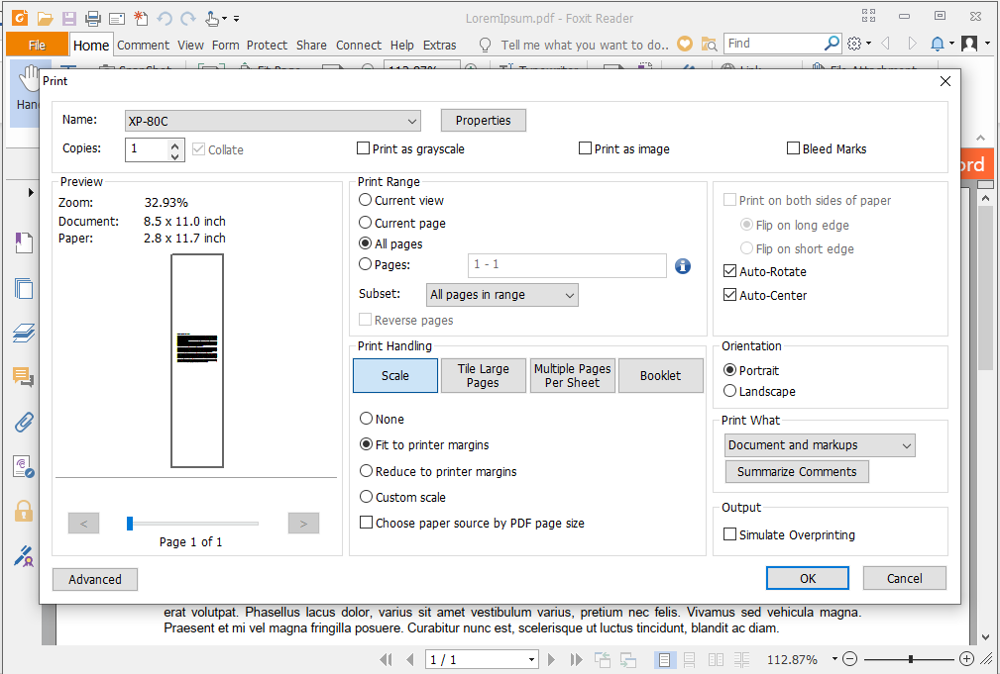 LoremIpsum.pdf - Foxit Reader
File Home Comment View Form Protect Share Connect Help Extras Tell me what you want to do.. Find
Hand
Print
Name: XP-80C Properties
Copies: 1 Collate Print as grayscale Print as image Bleed Marks
Preview
Zoom: 32.93%
Document: 8.5 x 11.0 inch
Paper: 2.8 x 11.7 inch
< >
Page 1 of 1
Print Range
Current view
Current page
All pages
Pages: 1 - 1
Subset: All pages in range
Reverse pages
Print Handling
Scale Tile Large Pages Multiple Pages Per Sheet Booklet
None
Fit to printer margins
Reduce to printer margins
Custom scale
Choose paper source by PDF page size
Print on both sides of paper
Flip on long edge
Flip on short edge
Auto-Rotate
Auto-Center
Orientation
Portrait
Landscape
Print What
Document and markups
Summarize Comments
Output
Simulate Overprinting
Advanced OK Cancel
ord
erat volutpat. Phasellus lacus dolor, varius sit amet vestibulum varius, pretium nec felis. Vivamus sed vehicula magna.
Praesent et mi vel magna fringilla posuere. Curabitur nunc est, scelerisque ut luctus tincidunt, blandit ac diam.
1 / 1 112.87%